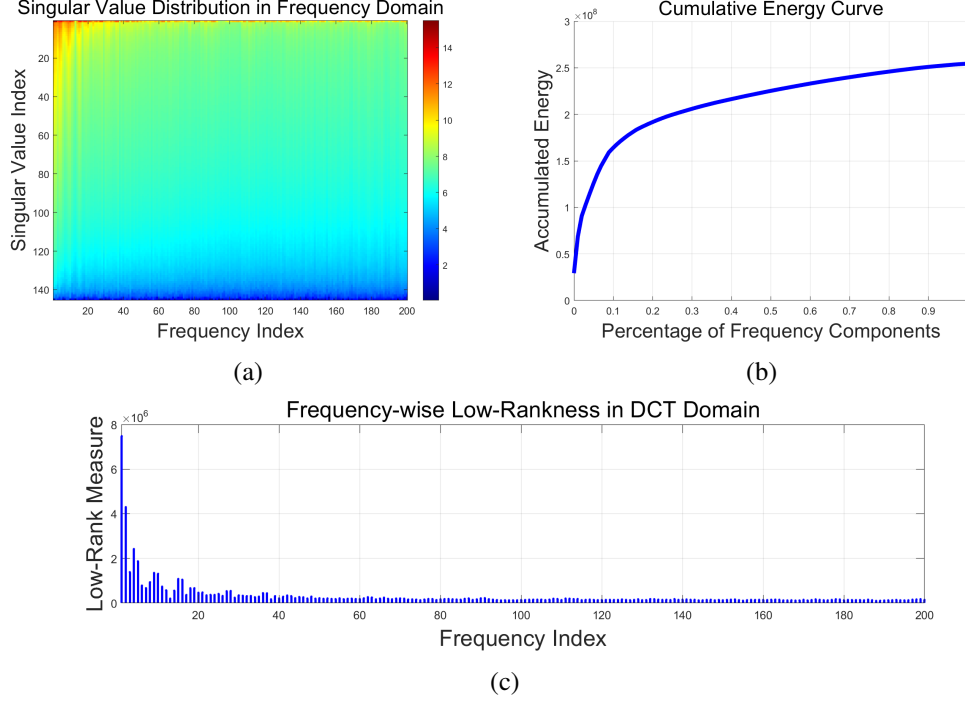 Singular Value Distribution in Frequency Domain
Singular Value Index
20
40
60
80
100
120
140
20 40 60 80 100 120 140 160 180 200
Frequency Index
14
12
10
8
6
4
2
(a)
Cumulative Energy Curve
×10⁸
Accumulated Energy
3
2.5
2
1.5
1
0.5
0
0 0.1 0.2 0.3 0.4 0.5 0.6 0.7 0.8 0.9
Percentage of Frequency Components
(b)
Frequency-wise Low-Rankness in DCT Domain
×10⁶
Low-Rank Measure
8
6
4
2
0
20 40 60 80 100 120 140 160 180 200
Frequency Index
(c)